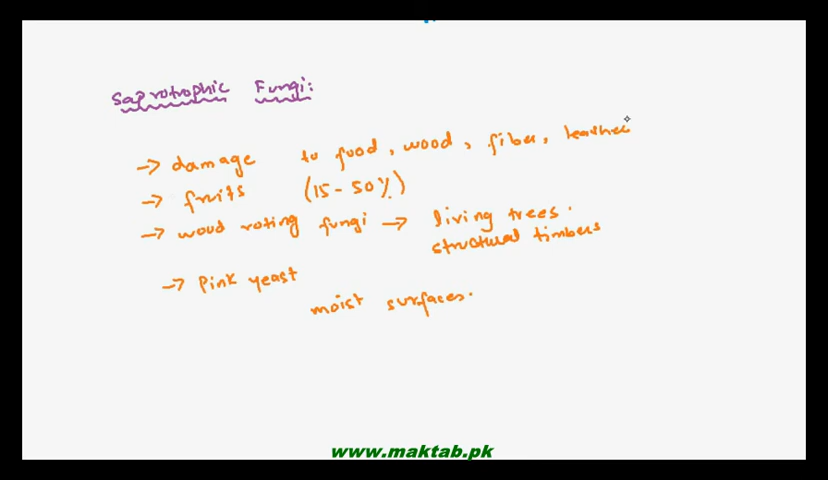 Saprotrophic Fungi:
-> damage to food, wood, fiber, leather
-> fruits (15-50%)
-> wood roting fungi -> living trees.
structural timbers
-> Pink yeast
moist surfaces.
www.maktab.pk